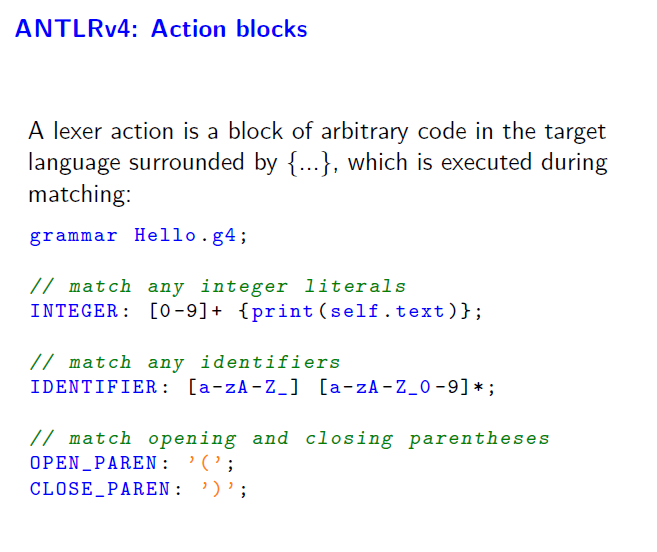 ANTLRv4: Action blocks
A lexer action is a block of arbitrary code in the target
language surrounded by {...}, which is executed during
matching:
grammar Hello.g4;
// match any integer literals
INTEGER: [0-9]+ {print(self.text)};
// match any identifiers
IDENTIFIER: [a-zA-Z_] [a-zA-Z_0-9]*;
// match opening and closing parentheses
OPEN_PAREN: '(';
CLOSE_PAREN: ')';